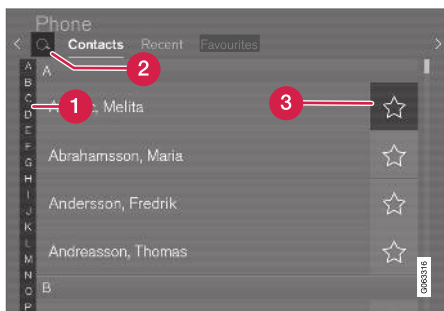 Phone
Contacts Recent Favourites
2
A
B
C
D
E
F
G
H
I
J
K
L
M
N
O
P
A
1
Melita
3
Abrahamsson, Maria
Andersson, Fredrik
Andreasson, Thomas
B
G063316